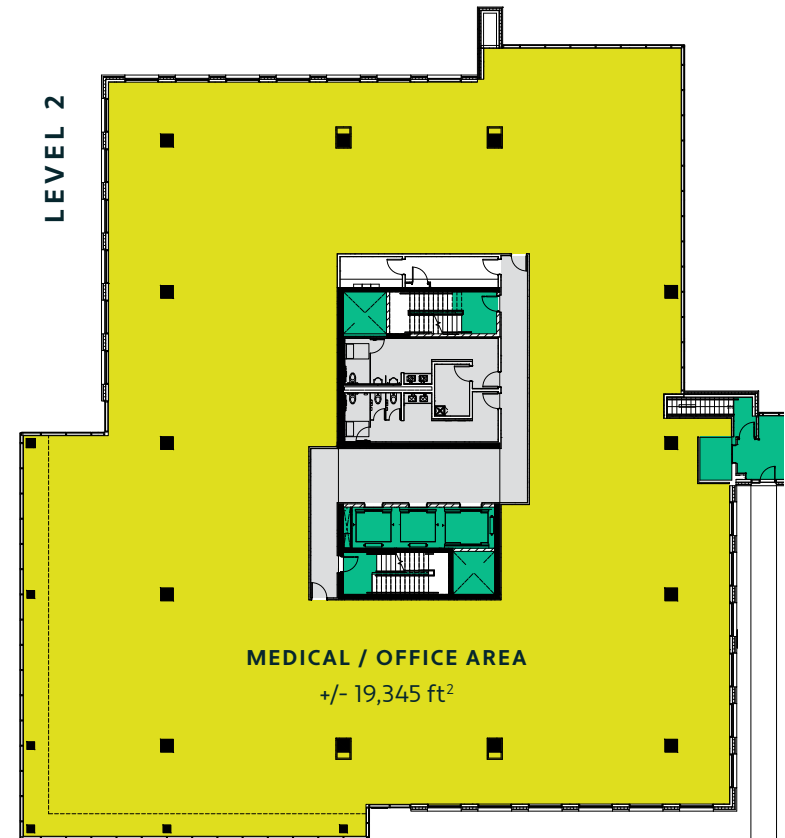 LEVEL 2
MEDICAL / OFFICE AREA
+/- 19,345 ft²